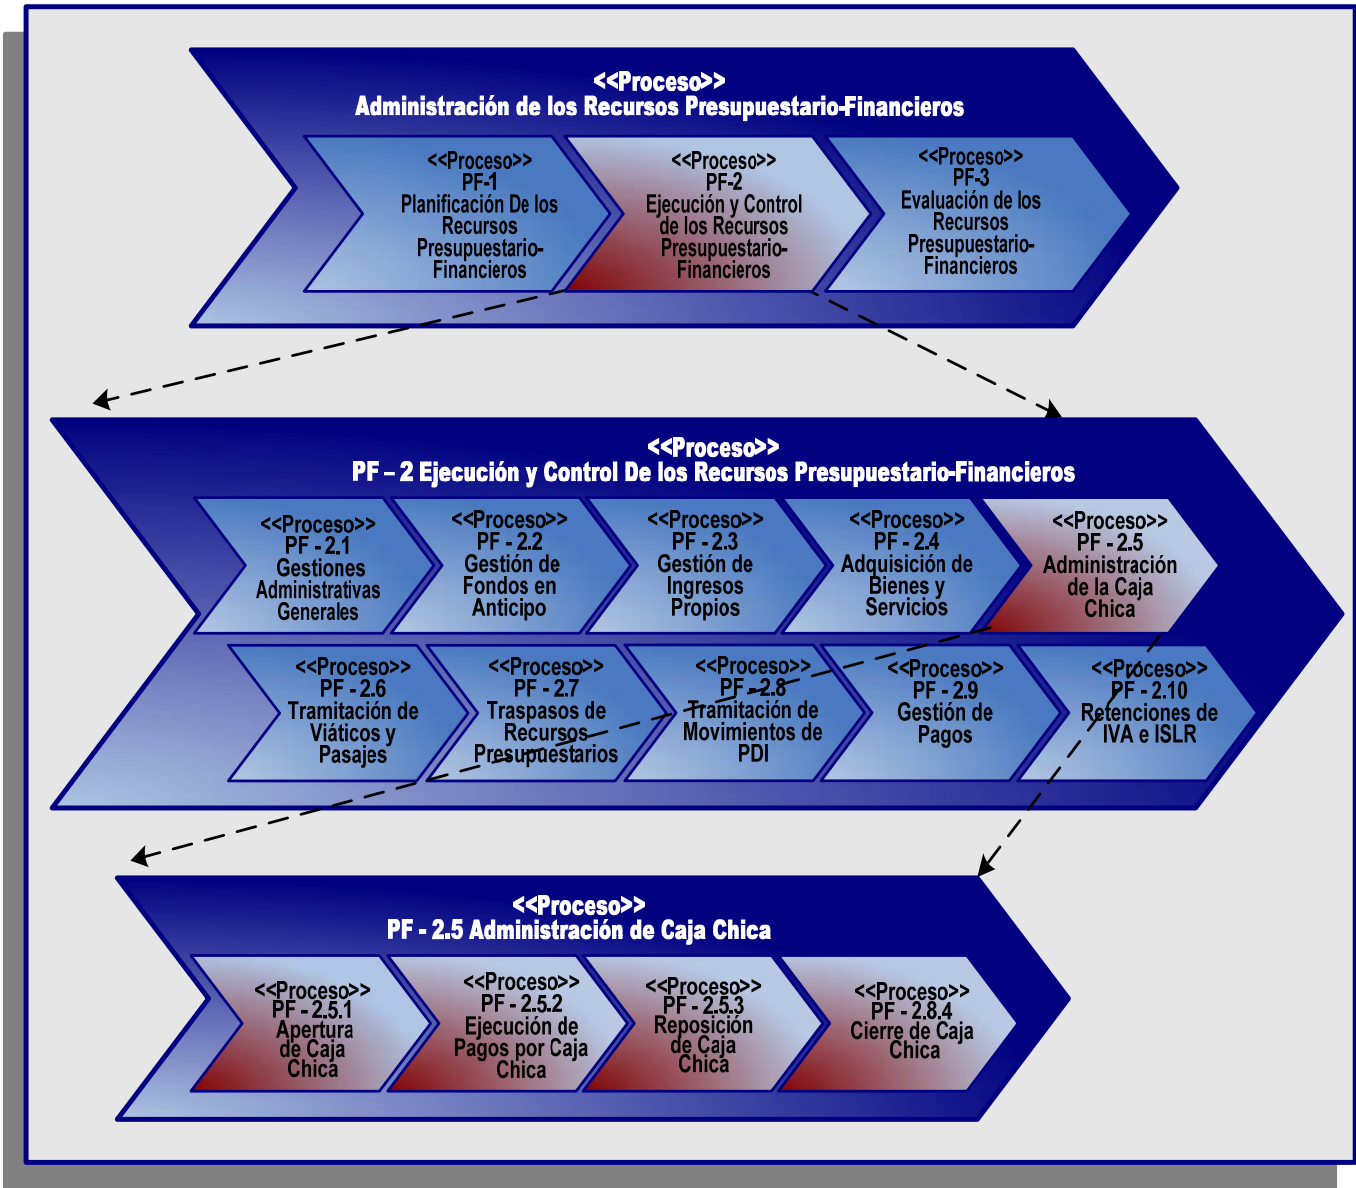 <<Proceso>>
Administración de los Recursos Presupuestario-Financieros
<<Proceso>>
PF-1
Planificación De los
Recursos
Presupuestario-
Financieros
<<Proceso>>
PF-2
Ejecución y Control
de los Recursos
Presupuestario-
Financieros
<<Proceso>>
PF-3
Evaluación de los
Recursos
Presupuestario-
Financieros
<<Proceso>>
PF – 2 Ejecución y Control De los Recursos Presupuestario-Financieros
<<Proceso>>
PF - 2.1
Gestiones
Administrativas
Generales
<<Proceso>>
PF - 2.2
Gestión de
Fondos en
Anticipo
<<Proceso>>
PF - 2.3
Gestión de
Ingresos
Propios
<<Proceso>>
PF - 2.4
Adquisición de
Bienes y
Servicios
<<Proceso>>
PF - 2.5
Administración
de la Caja
Chica
<<Proceso>>
PF - 2.6
Tramitación de
Viáticos y
Pasajes
<<Proceso>>
PF - 2.7
Traspasos de
Recursos
Presupuestarios
<<Proceso>>
PF - 2.8
Tramitación de
Movimientos de
PDI
<<Proceso>>
PF - 2.9
Gestión de
Pagos
<<Proceso>>
PF - 2.10
Retenciones de
IVA e ISLR
<<Proceso>>
PF - 2.5 Administración de Caja Chica
<<Proceso>>
PF - 2.5.1
Apertura
de Caja
Chica
<<Proceso>>
PF - 2.5.2
Ejecución de
Pagos por Caja
Chica
<<Proceso>>
PF - 2.5.3
Reposición
de Caja
Chica
<<Proceso>>
PF - 2.8.4
Cierre de Caja
Chica